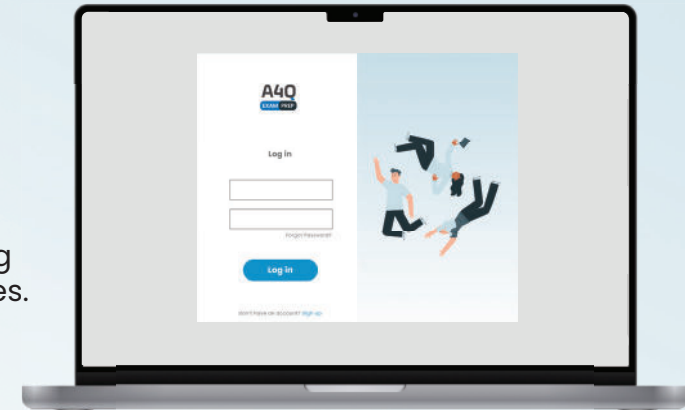 A4Q
EXAM PREP
Log in
Forgot Password?
Log in
don't have an account? Sign up
g
es.